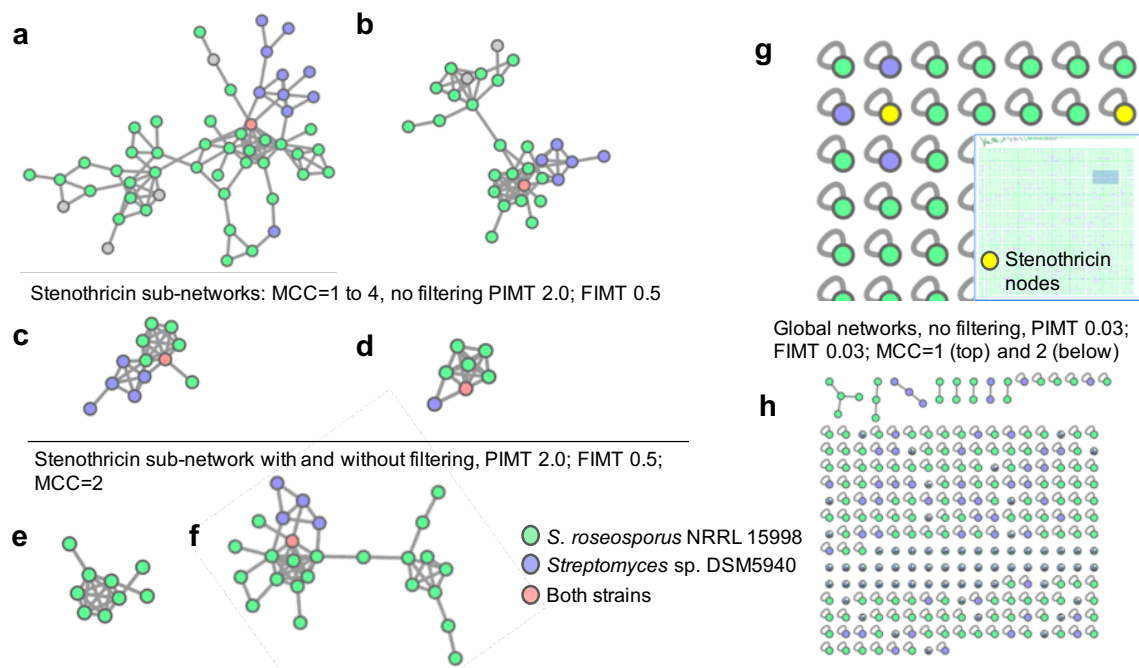 a
b
Stenothricin sub-networks: MCC=1 to 4, no filtering PIMT 2.0; FIMT 0.5
c
d
Stenothricin sub-network with and without filtering, PIMT 2.0; FIMT 0.5;
MCC=2
e
f
S. roseosporus NRRL 15998
Streptomyces sp. DSM5940
Both strains
g
Stenothricin
nodes
Global networks, no filtering, PIMT 0.03;
FIMT 0.03; MCC=1 (top) and 2 (below)
h